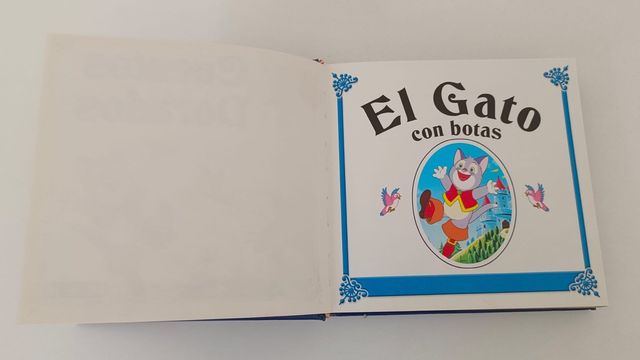 El Gato
con botas